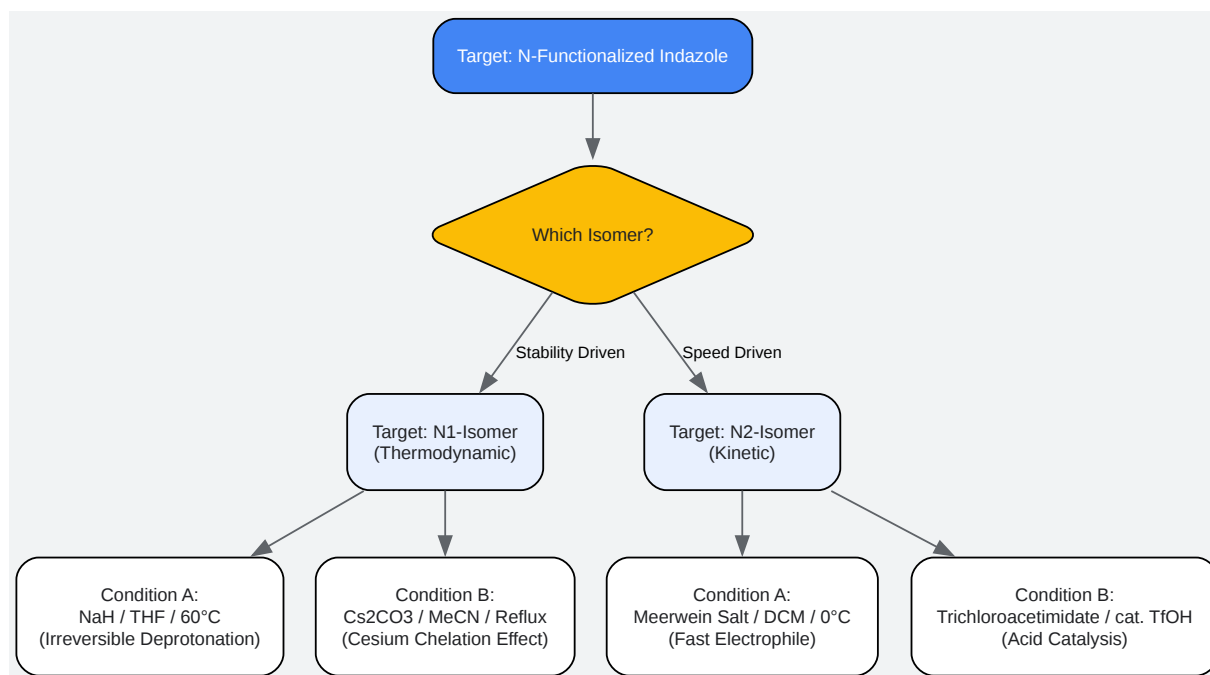 Target: N-Functionalized Indazole
Which Isomer?
Stability Driven
Speed Driven
Target: N1-Isomer
(Thermodynamic)
Target: N2-Isomer
(Kinetic)
Condition A:
NaH / THF / 60°C
(Irreversible Deprotonation)
Condition B:
Cs2CO3 / MeCN / Reflux
(Cesium Chelation Effect)
Condition A:
Meerwein Salt / DCM / 0°C
(Fast Electrophile)
Condition B:
Trichloroacetimidate / cat. TfOH
(Acid Catalysis)